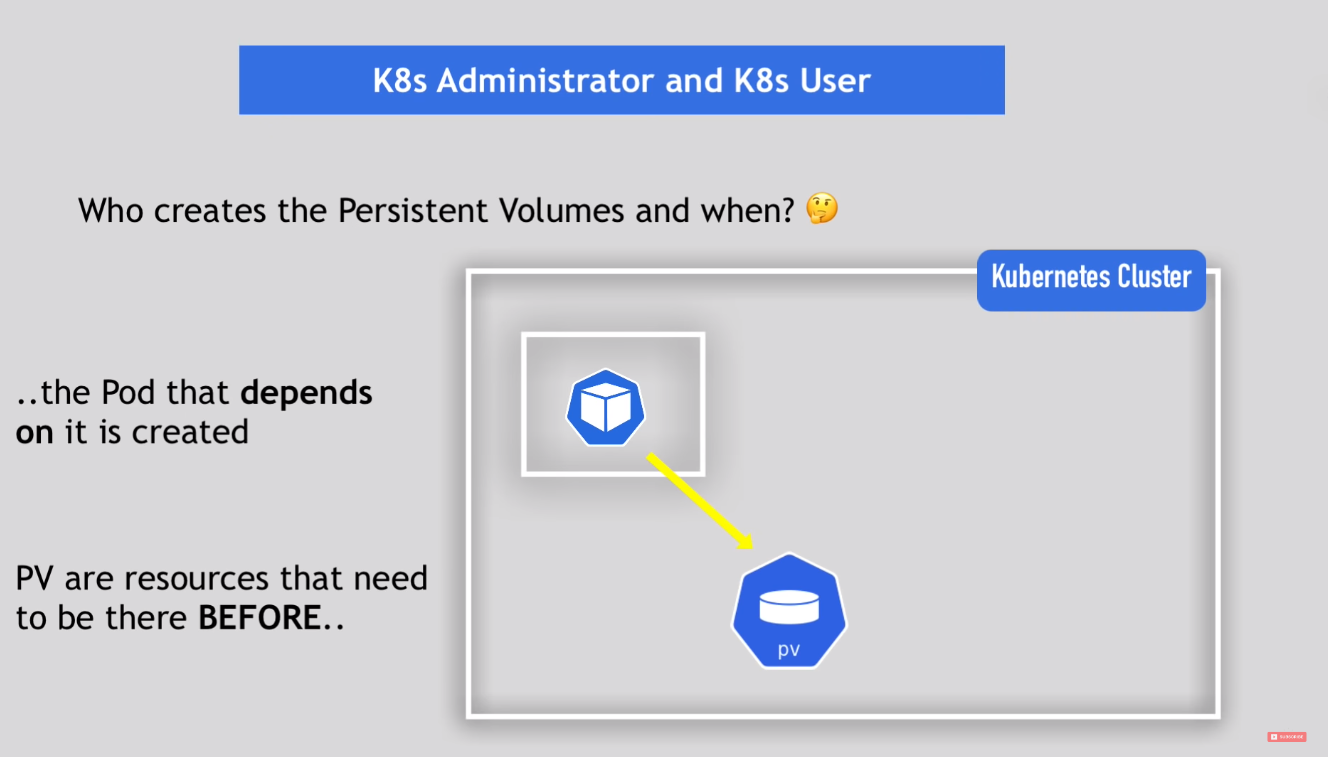 K8s Administrator and K8s User
Who creates the Persistent Volumes and when? 🤔
Kubernetes Cluster
..the Pod that depends
on it is created
PV are resources that need
to be there BEFORE..
pv
SUBSCRIBE